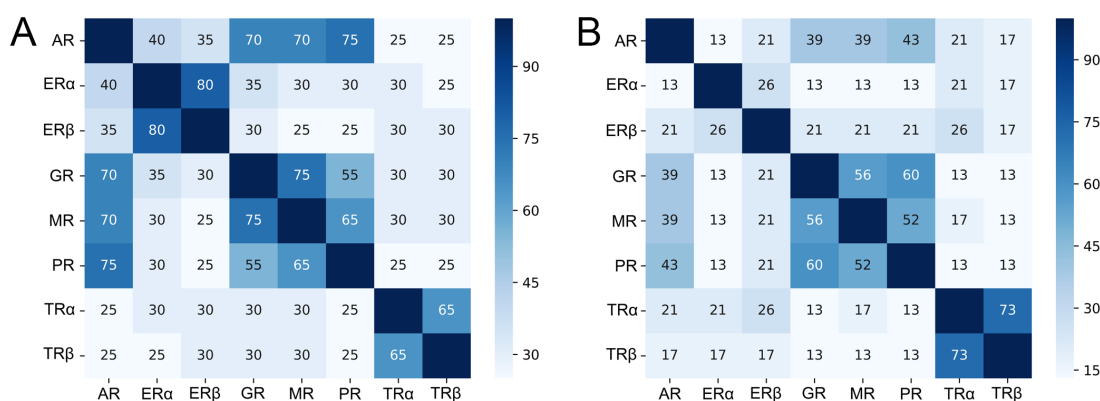 A
AR 40 35 70 70 75 25 25
ERα 40 80 35 30 30 30 25
ERβ 35 80 30 25 25 30 30
GR 70 35 30 75 55 30 30
MR 70 30 25 75 65 30 30
PR 75 30 25 55 65 25 25
TRα 25 30 30 30 30 25 65
TRβ 25 25 30 30 30 25 65
AR ERα ERβ GR MR PR TRα TRβ
90
75
60
45
30
B
AR 13 21 39 39 43 21 17
ERα 13 26 13 13 13 21 17
ERβ 21 26 21 21 21 26 17
GR 39 13 21 56 60 13 13
MR 39 13 21 56 52 17 13
PR 43 13 21 60 52 13 13
TRα 21 21 26 13 17 13 73
TRβ 17 17 17 13 13 13 73
AR ERα ERβ GR MR PR TRα TRβ
90
75
60
45
30
15